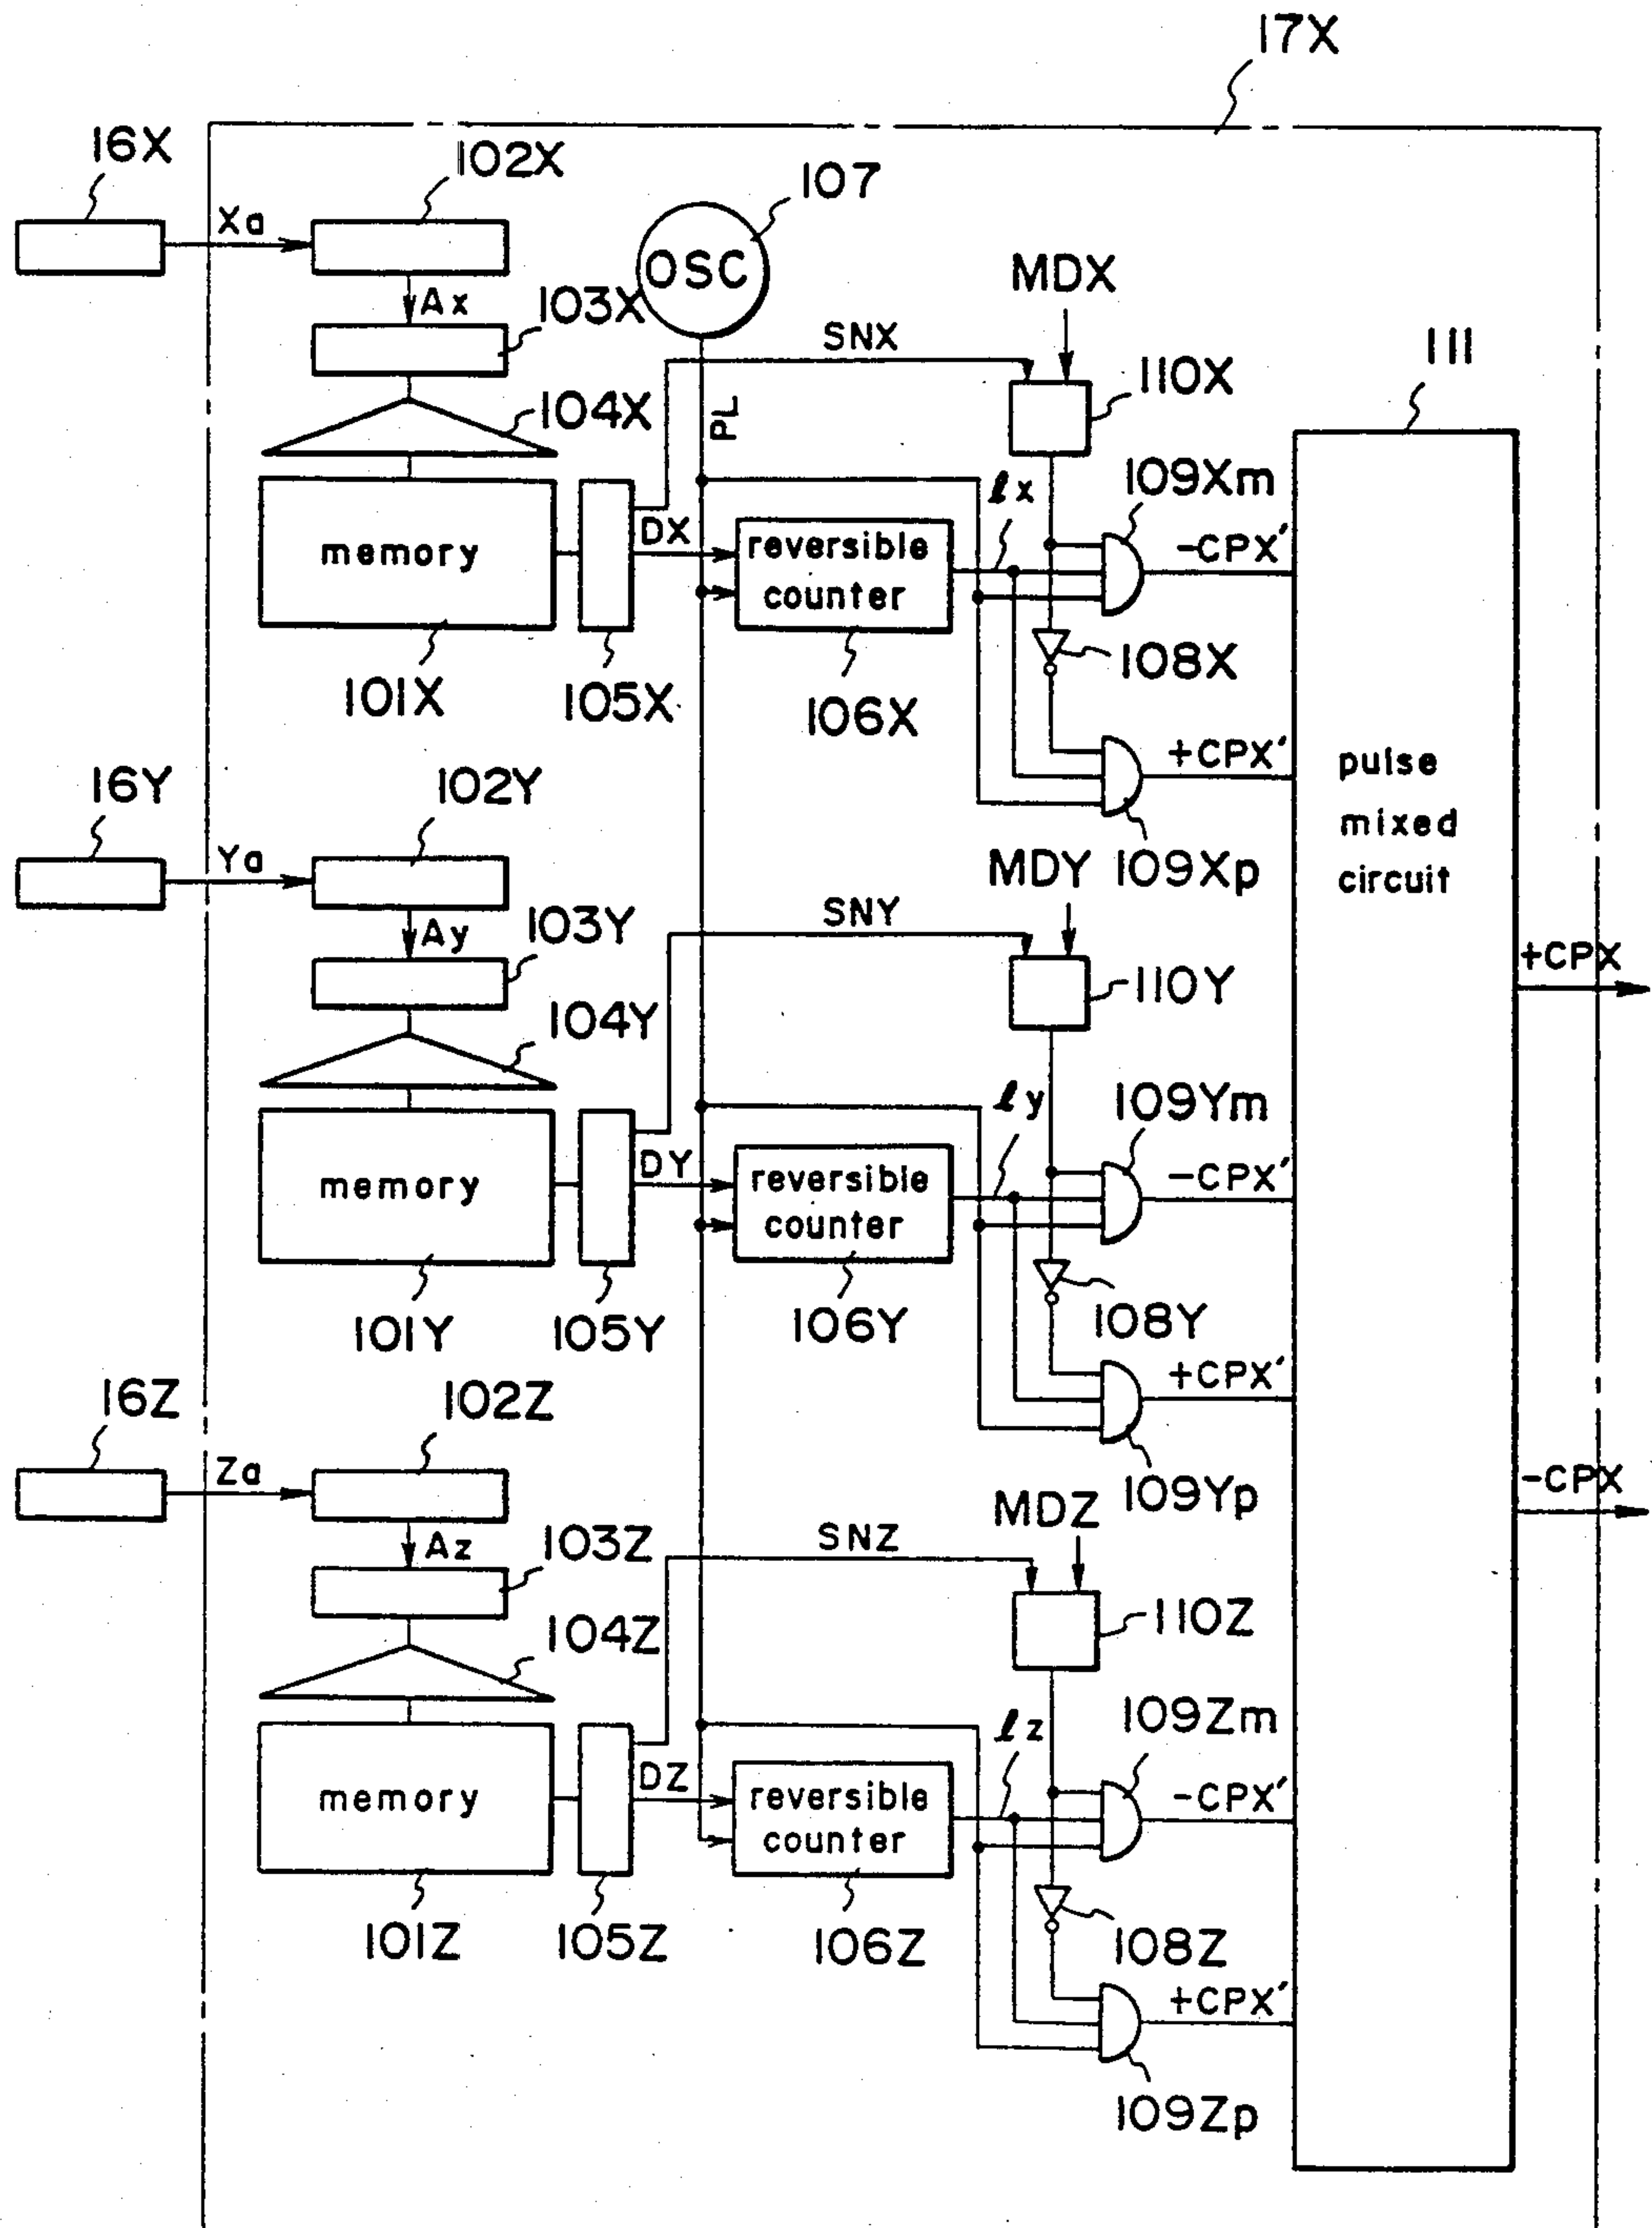 17X
16X
102X
107
Xa
OSC
MDX
Ax
103X
SNX
111
110X
104X
PL
109Xm
ℓx
-CPX'
DX
memory
reversible
counter
108X
101X
105X
106X
+CPX'
pulse
mixed
circuit
16Y
102Y
Ya
MDY
109Xp
SNY
Ay
103Y
+CPX
110Y
104Y
109Ym
ℓy
-CPX'
DY
memory
reversible
counter
108Y
101Y
105Y
106Y
+CPX'
16Z
102Z
Za
-CPX
109Yp
MDZ
SNZ
Az
103Z
110Z
104Z
109Zm
ℓz
-CPX'
DZ
memory
reversible
counter
108Z
101Z
105Z
106Z
+CPX'
109Zp